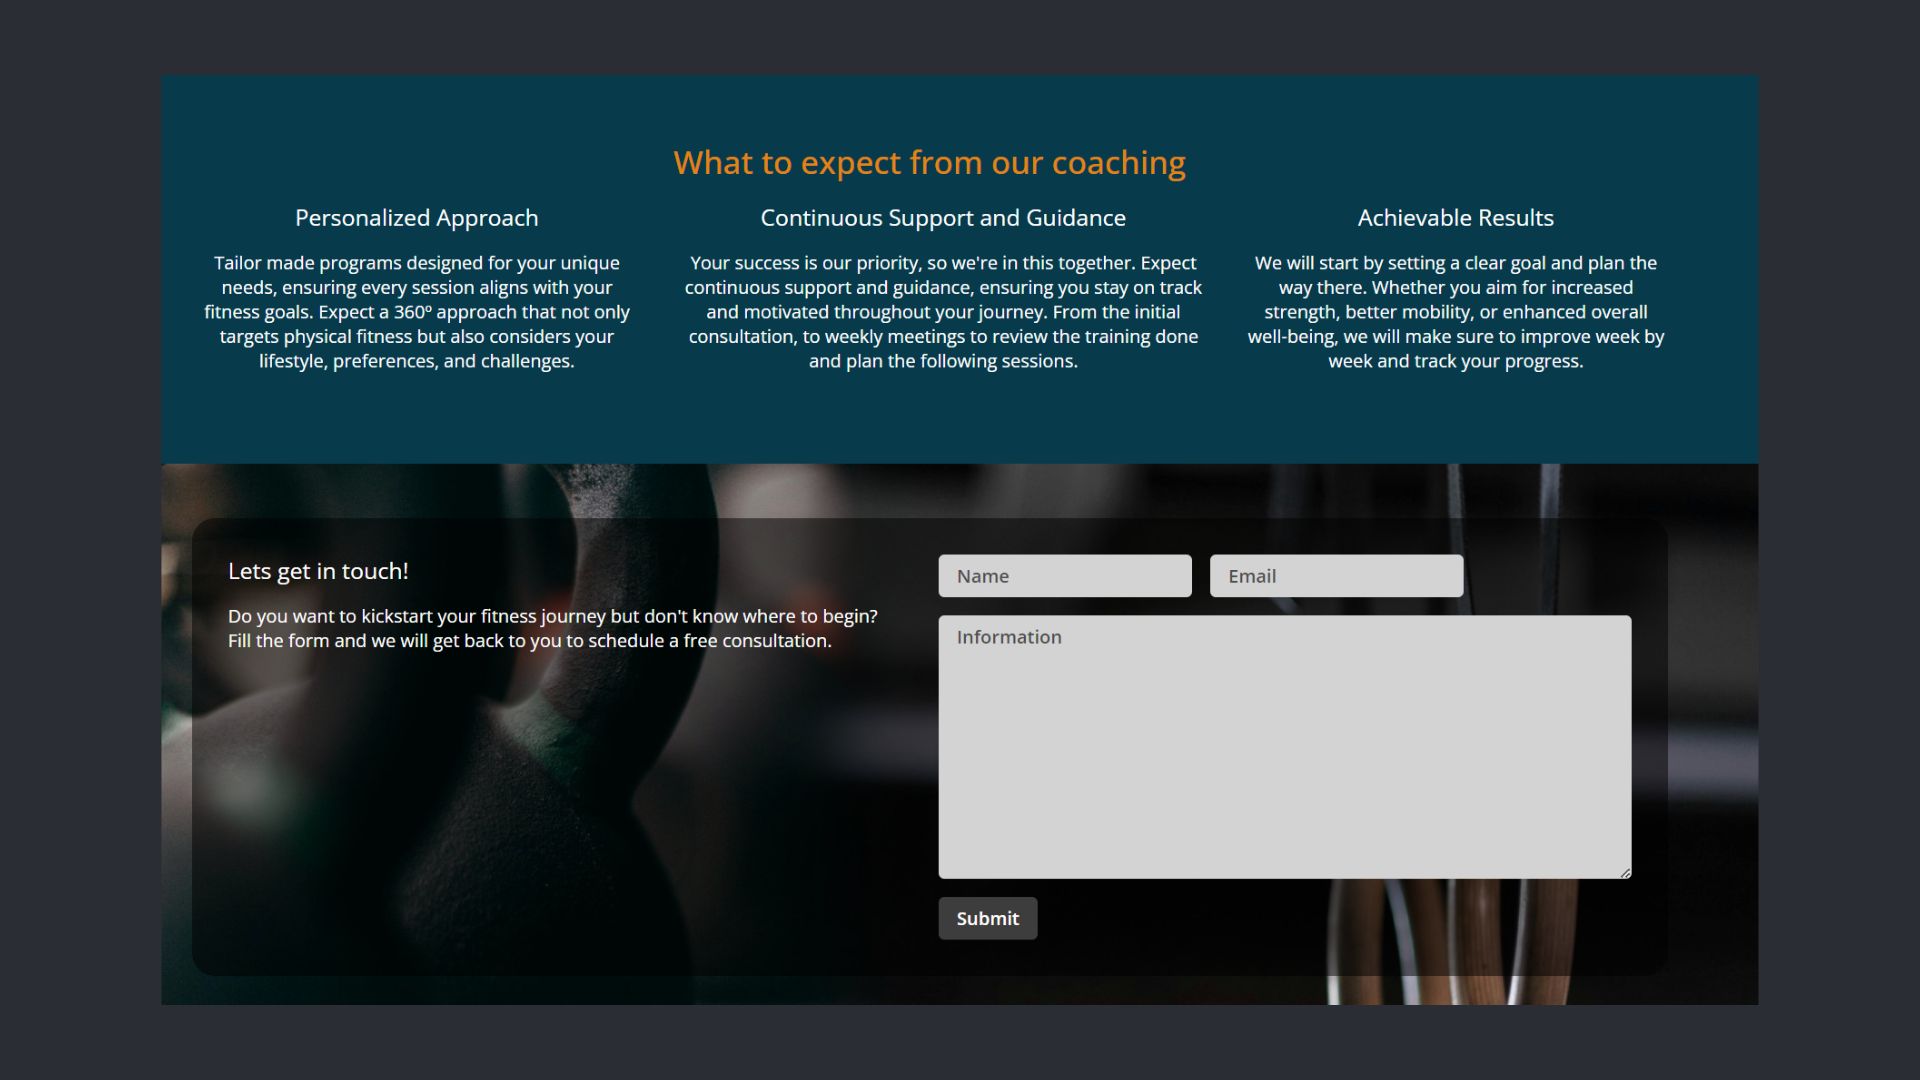 What to expect from our coaching
Personalized Approach
Tailor made programs designed for your unique
needs, ensuring every session aligns with your
fitness goals. Expect a 360º approach that not only
targets physical fitness but also considers your
lifestyle, preferences, and challenges.
Continuous Support and Guidance
Your success is our priority, so we're in this together. Expect
continuous support and guidance, ensuring you stay on track
and motivated throughout your journey. From the initial
consultation, to weekly meetings to review the training done
and plan the following sessions.
Achievable Results
We will start by setting a clear goal and plan the
way there. Whether you aim for increased
strength, better mobility, or enhanced overall
well-being, we will make sure to improve week by
week and track your progress.
Lets get in touch!
Do you want to kickstart your fitness journey but don't know where to begin?
Fill the form and we will get back to you to schedule a free consultation.
Name
Email
Information
Submit